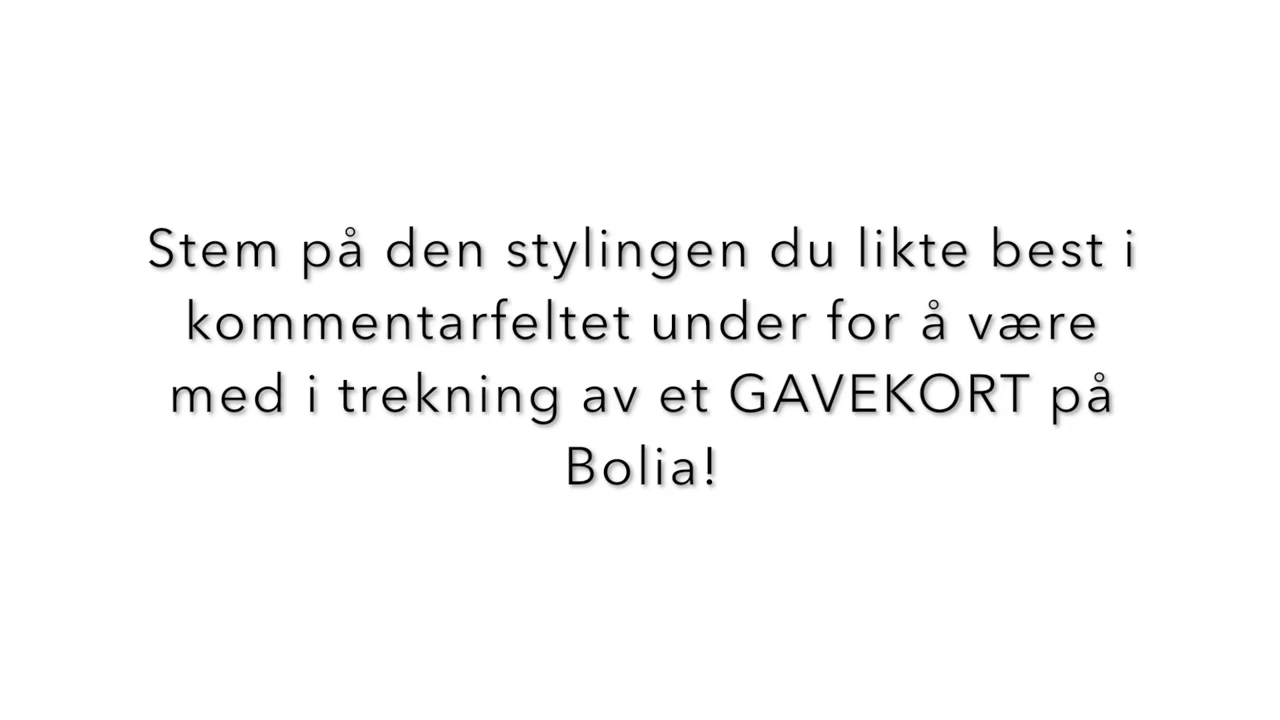 Stem på den stylingen du likte best i
kommentarfeltet under for å være
med i trekning av et GAVEKORT på
Bolia!